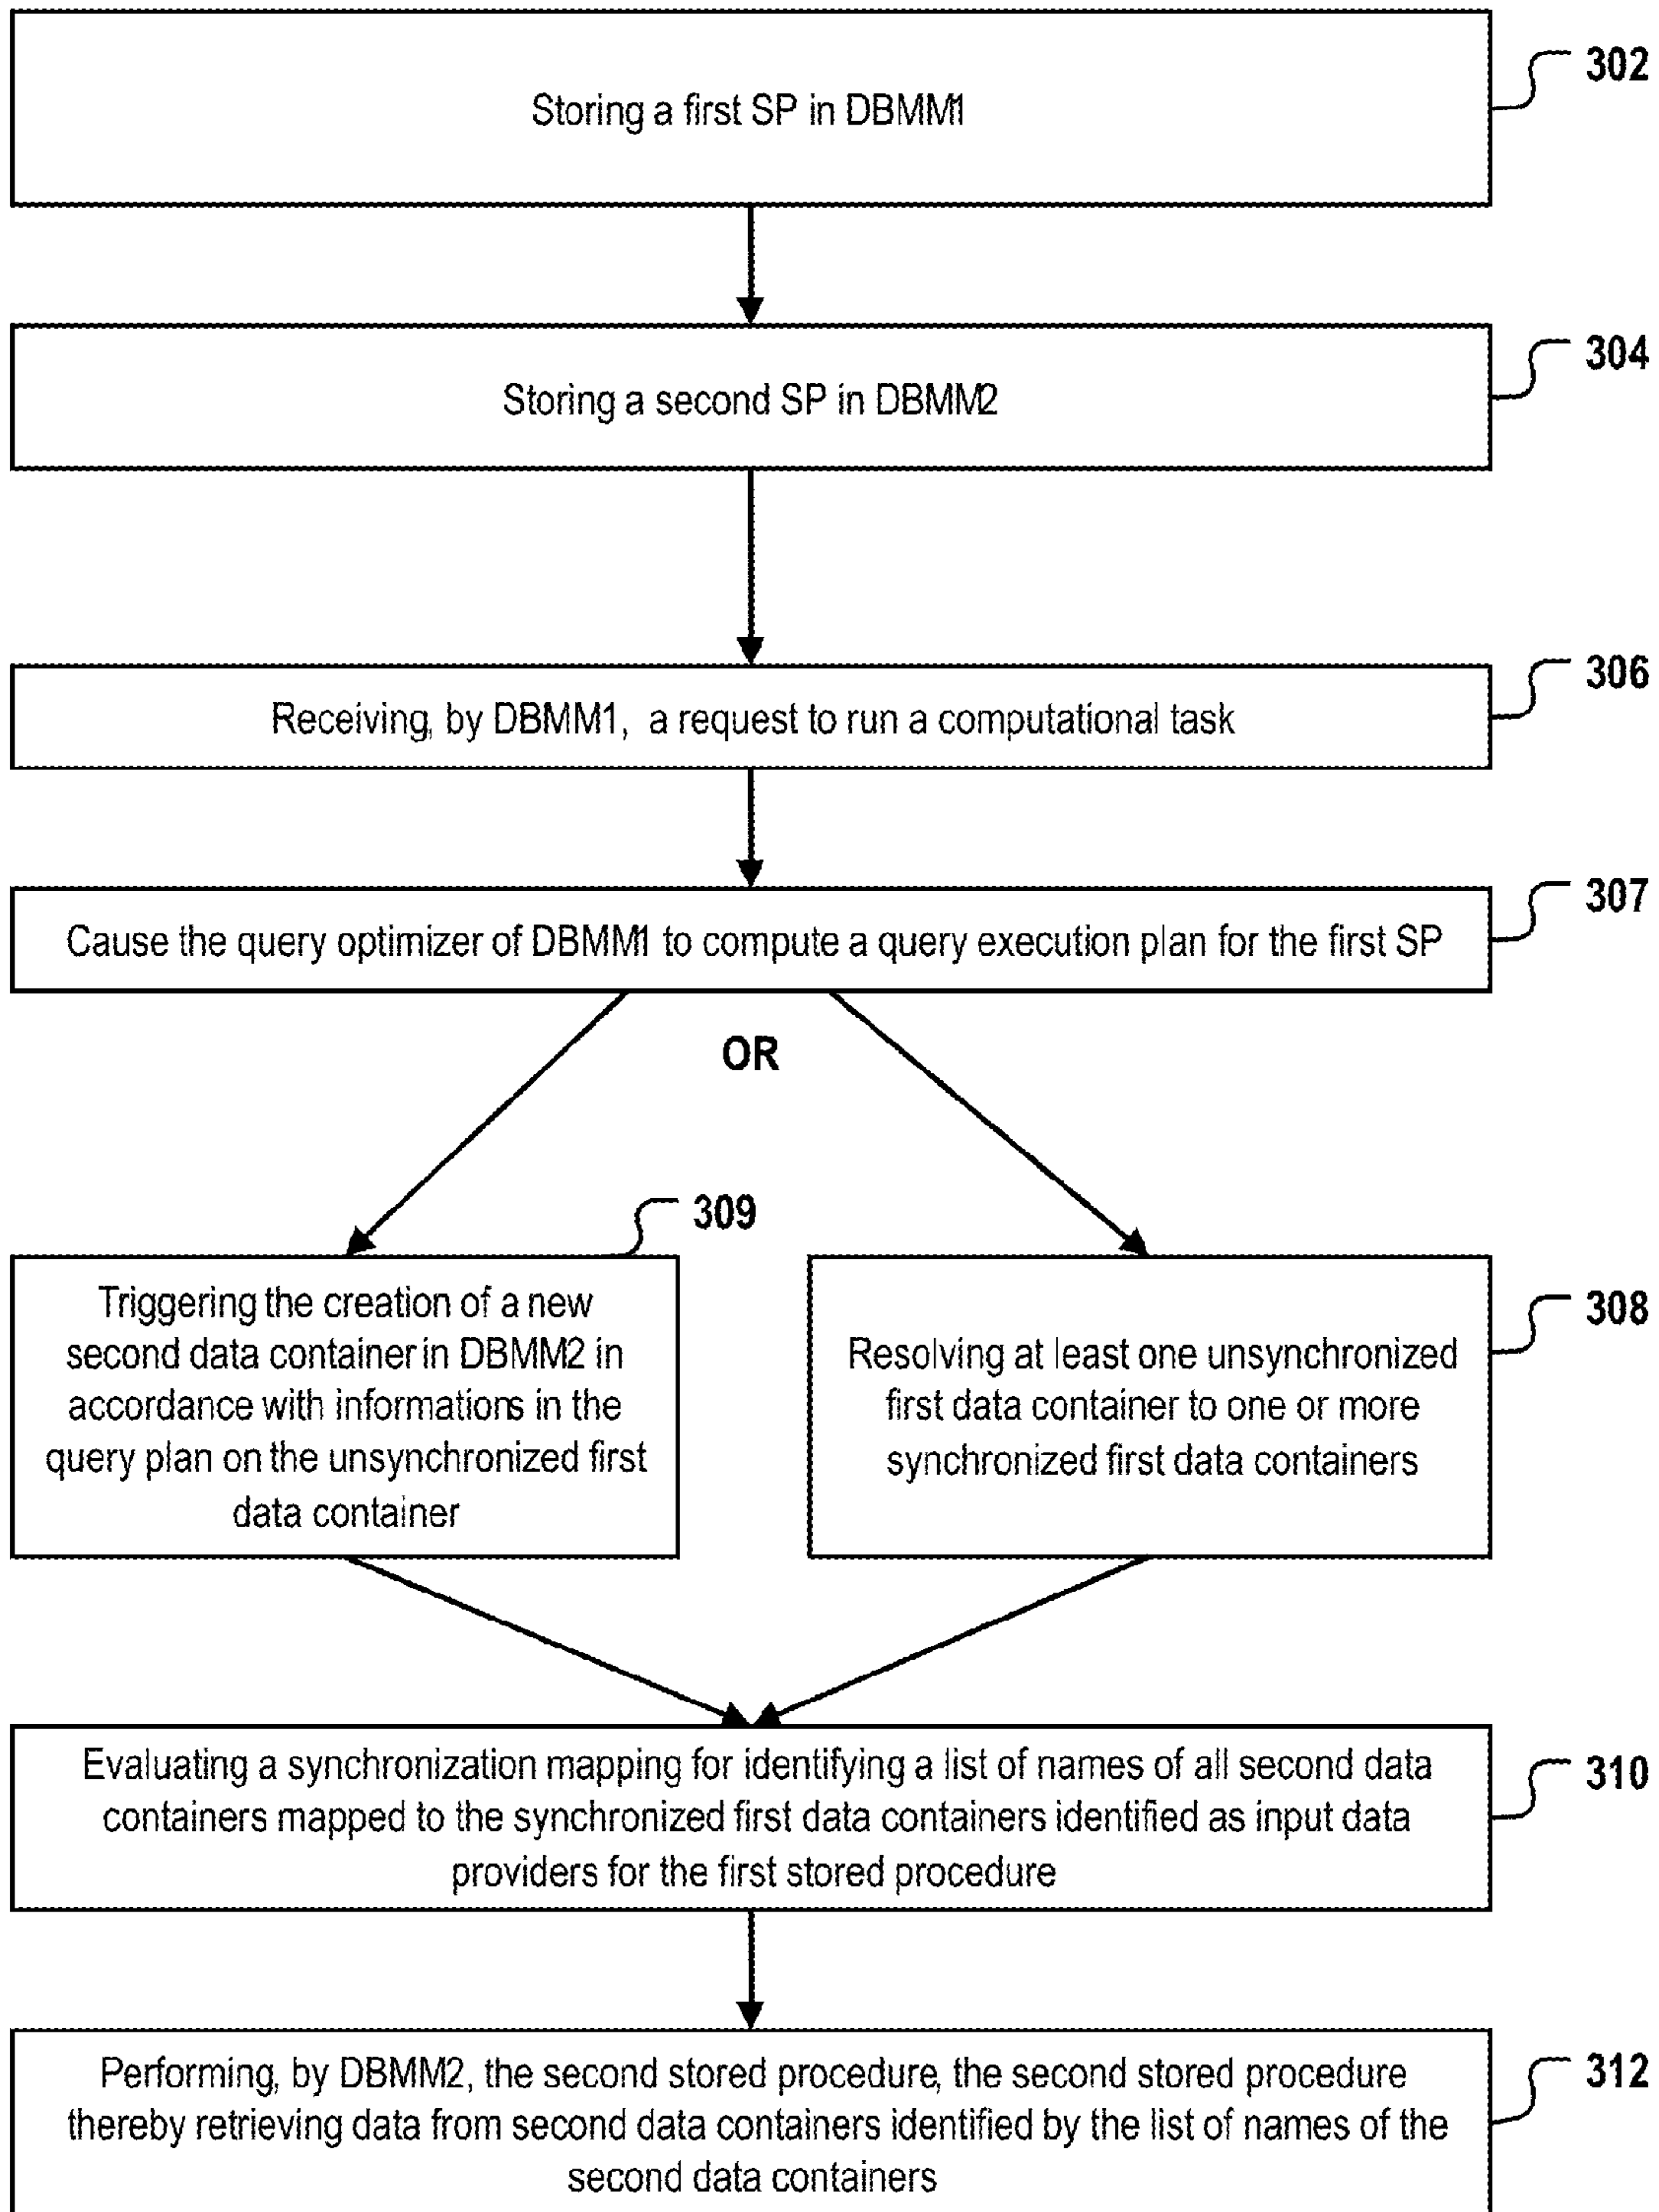 302
Storing a first SP in DBMM1
304
Storing a second SP in DBMM2
306
Receiving, by DBMM1, a request to run a computational task
307
Cause the query optimizer of DBMM1 to compute a query execution plan for the first SP
OR
309
Triggering the creation of a new
second data container in DBMM2 in
accordance with informations in the
query plan on the unsynchronized first
data container
308
Resolving at least one unsynchronized
first data container to one or more
synchronized first data containers
310
Evaluating a synchronization mapping for identifying a list of names of all second data
containers mapped to the synchronized first data containers identified as input data
providers for the first stored procedure
312
Performing, by DBMM2, the second stored procedure, the second stored procedure
thereby retrieving data from second data containers identified by the list of names of the
second data containers